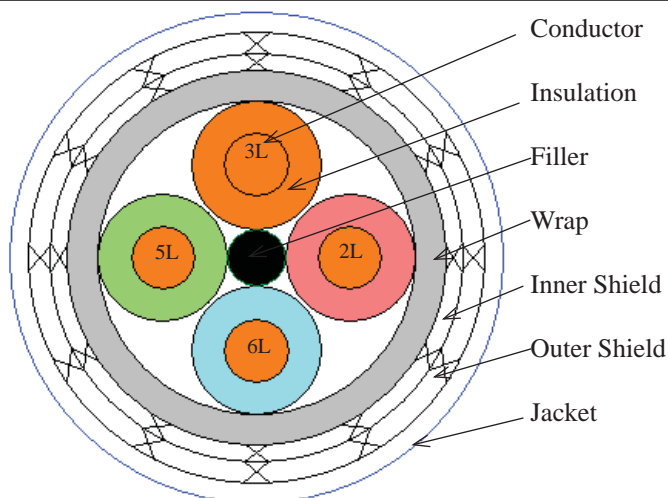 Conductor
Insulation
Filler
Wrap
Inner Shield
Outer Shield
Jacket
3L
5L
2L
6L